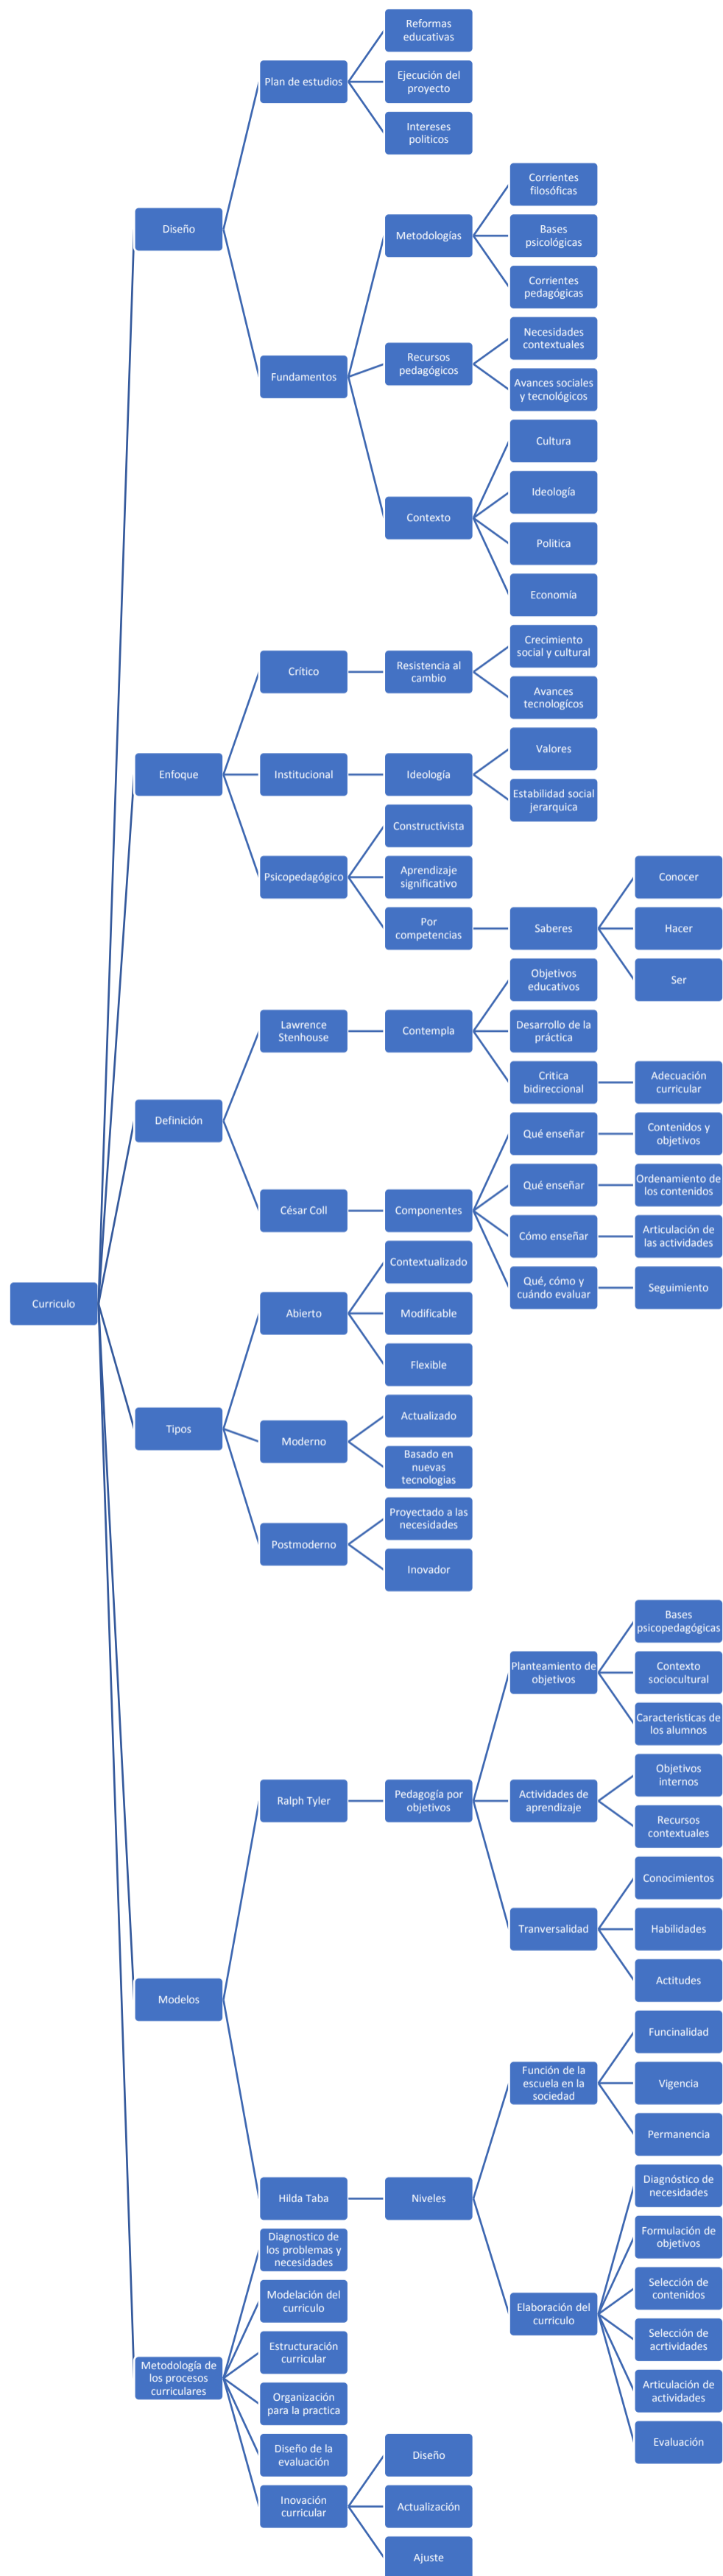 Reformas
educativas
Plan de estudios
Ejecución del
proyecto
Intereses
politicos
Corrientes
filosóficas
Diseño
Metodologías
Bases
psicológicas
Corrientes
pedagógicas
Necesidades
contextuales
Fundamentos
Recursos
pedagógicos
Avances sociales
y tecnológicos
Cultura
Ideología
Contexto
Politica
Economía
Crítico
Resistencia al
cambio
Crecimiento
social y cultural
Avances
tecnologícos
Enfoque
Institucional
Ideología
Valores
Estabilidad social
jerarquica
Constructivista
Psicopedagógico
Aprendizaje
significativo
Conocer
Por
competencias
Saberes
Hacer
Ser
Objetivos
educativos
Lawrence
Stenhouse
Contempla
Desarrollo de la
práctica
Critica
bidireccional
Adecuación
curricular
Definición
Qué enseñar
Contenidos y
objetivos
Qué enseñar
Ordenamiento de
los contenidos
César Coll
Componentes
Cómo enseñar
Articulación de
las actividades
Qué, cómo y
cuándo evaluar
Seguimiento
Curriculo
Contextualizado
Abierto
Modificable
Flexible
Tipos
Moderno
Actualizado
Basado en
nuevas
tecnologias
Proyectado a las
necesidades
Postmoderno
Inovador
Bases
psicopedagógicas
Planteamiento de
objetivos
Contexto
sociocultural
Caracteristicas de
los alumnos
Objetivos
internos
Ralph Tyler
Pedagogía por
objetivos
Actividades de
aprendizaje
Recursos
contextuales
Conocimientos
Tranversalidad
Habilidades
Actitudes
Modelos
Funcinalidad
Función de la
escuela en la
sociedad
Vigencia
Permanencia
Hilda Taba
Niveles
Diagnóstico de
necesidades
Formulación de
objetivos
Selección de
contenidos
Elaboración del
curriculo
Selección de
acrtividades
Articulación de
actividades
Evaluación
Diagnostico de
los problemas y
necesidades
Modelación del
curriculo
Estructuración
curricular
Metodología de
los procesos
curriculares
Organización
para la practica
Diseño de la
evaluación
Inovación
curricular
Diseño
Actualización
Ajuste